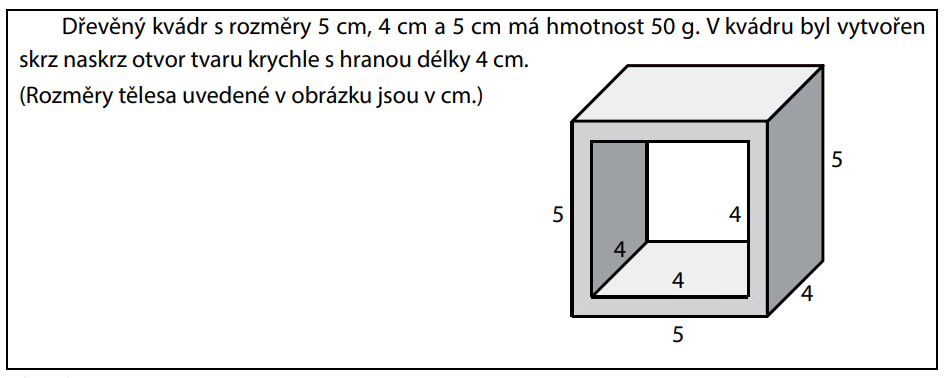 Dřevěný kvádr s rozměry 5 cm, 4 cm a 5 cm má hmotnost 50 g. V kvádru byl vytvořen
skrz naskrz otvor tvaru krychle s hranou délky 4 cm.
(Rozměry tělesa uvedené v obrázku jsou v cm.)
5
5
4
4
4
4
5